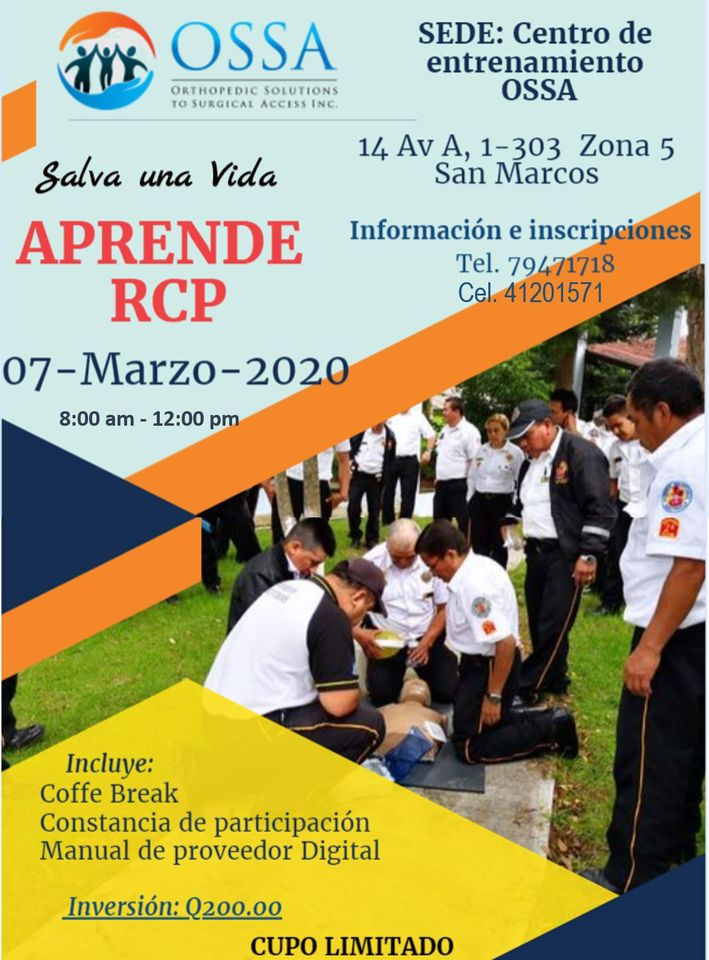 OSSA
ORTHOPEDIC SOLUTIONS
TO SURGICAL ACCESS INC.
SEDE: Centro de
entrenamiento
OSSA
14 Av A, 1-303 Zona 5
San Marcos
Salva una Vida
APRENDE
RCP
Información e inscripciones
Tel. 79471718
Cel. 41201571
07-Marzo-2020
8:00 am - 12:00 pm
Incluye:
Coffe Break
Constancia de participación
Manual de proveedor Digital
Inversión: Q200.00
CUPO LIMITADO